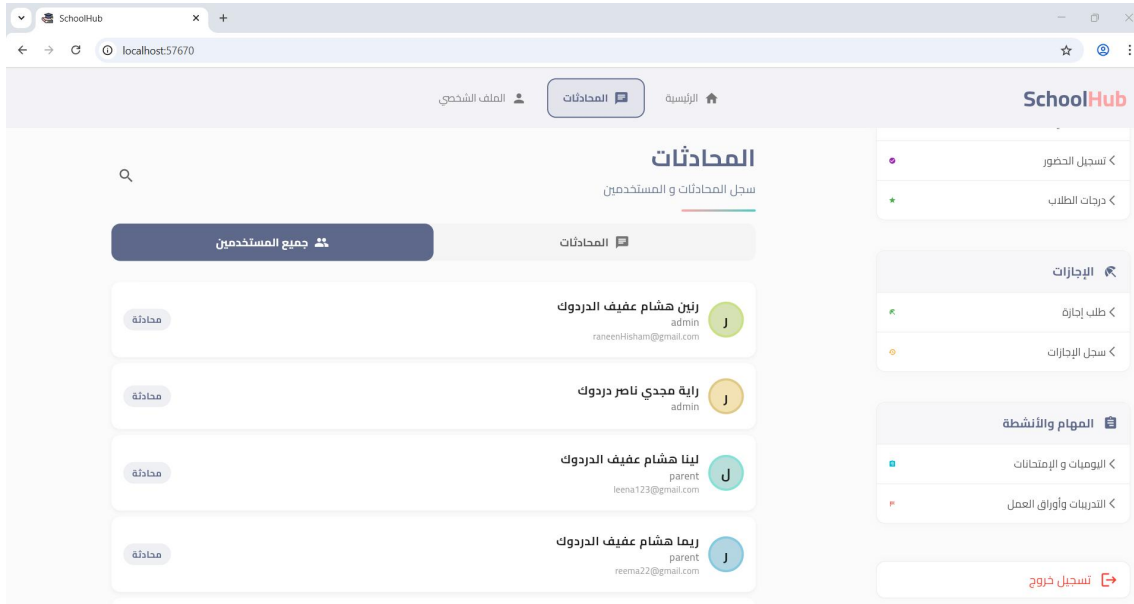 SchoolHub
localhost:57670
SchoolHub
الرئيسية
المحادثات
الملف الشخصي
تسجيل الحضور
درجات الطلاب
الإجازات
طلب إجازة
سجل الإجازات
المهام والأنشطة
اليوميات و الإمتحانات
التدريبات وأوراق العمل
تسجيل خروج
المحادثات
سجل المحادثات و المستخدمين
المحادثات
جميع المستخدمين
رنين هشام عفيف الدردوك
admin
raneenHisham@gmail.com
ر
محادثة
راية مجدي ناصر دردوك
admin
ر
محادثة
لينا هشام عفيف الدردوك
parent
leena123@gmail.com
ل
محادثة
ريما هشام عفيف الدردوك
parent
reema22@gmail.com
ر
محادثة